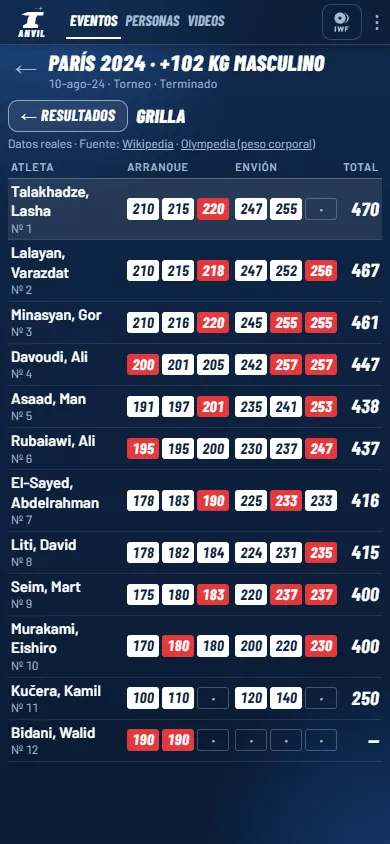 ANVIL
EVENTOS PERSONAS VIDEOS
IWF
← PARÍS 2024 · +102 KG MASCULINO
10-ago-24 · Torneo · Terminado
← RESULTADOS GRILLA
Datos reales · Fuente: Wikipedia · Olympedia (peso corporal)
ATLETA ARRANQUE ENVIÓN TOTAL
Talakhadze,
Lasha
Nº 1
210 215 220 247 255 · 470
Lalayan,
Varazdat
Nº 2
210 215 218 247 252 256 467
Minasyan, Gor
Nº 3
210 216 220 245 255 255 461
Davoudi, Ali
Nº 4
200 201 205 242 257 257 447
Asaad, Man
Nº 5
191 197 201 235 241 253 438
Rubaiawi, Ali
Nº 6
195 195 200 230 237 247 437
El-Sayed,
Abdelrahman
Nº 7
178 183 190 225 233 233 416
Liti, David
Nº 8
178 182 184 224 231 235 415
Seim, Mart
Nº 9
175 180 183 220 237 237 400
Murakami,
Eishiro
Nº 10
170 180 180 200 220 230 400
Kučera, Kamil
Nº 11
100 110 · 120 140 · 250
Bidani, Walid
Nº 12
190 190 · · · · –